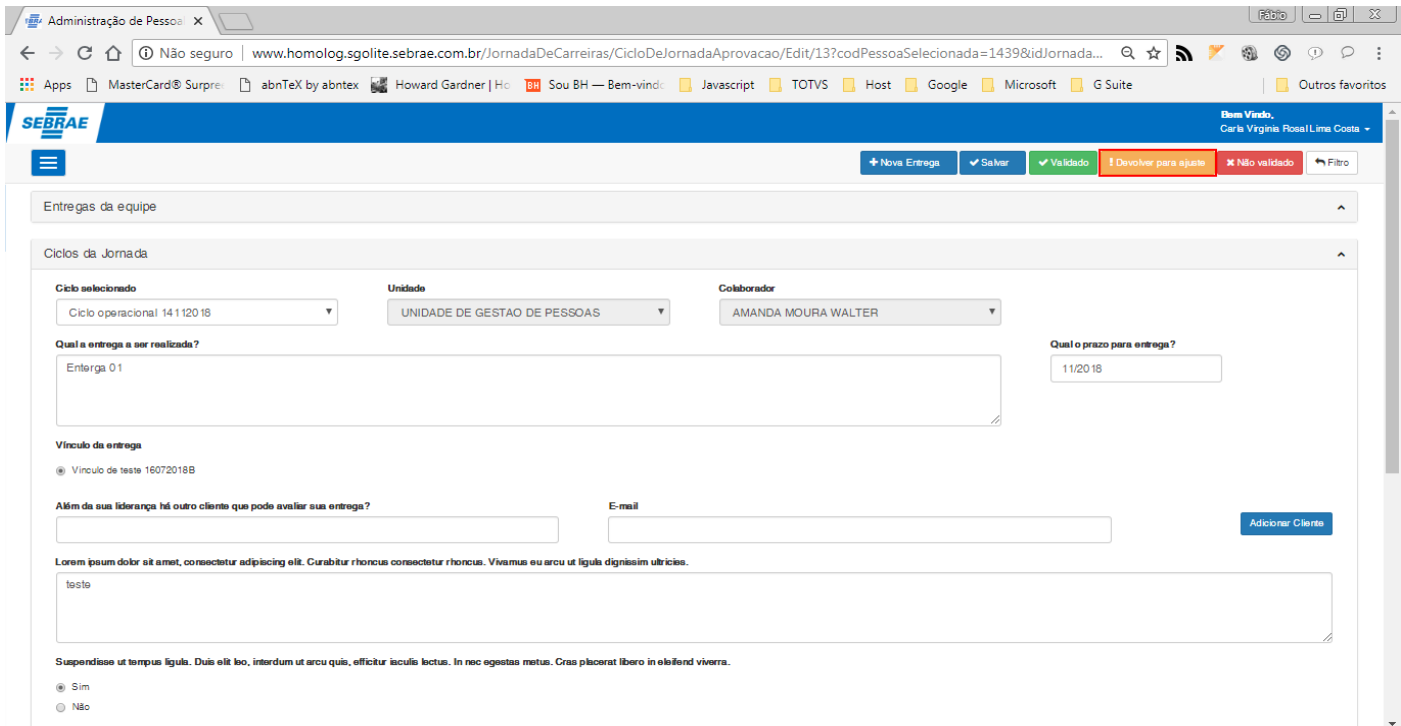 Administração de Pessoal
Fábio
Não seguro | www.homolog.sgolite.sebrae.com.br/JornadaDeCarreiras/CicloDeJornadaAprovacao/Edit/13?codPessoaSelecionada=1439&idJornada...
Apps MasterCard® Surpre abnTeX by abntex Howard Gardner | Ho Sou BH — Bem-vindo Javascript TOTVS Host Google Microsoft G Suite Outros favoritos
SEBRAE
Bem Vindo,
Carla Virginia Rosal Lima Costa
Nova Entrega Salvar Validado Devolver para ajuste Não validado Filtro
Entregas da equipe
Ciclos da Jornada
Ciclo selecionado Unidade Colaborador
Ciclo operacional 14112018 UNIDADE DE GESTAO DE PESSOAS AMANDA MOURA WALTER
Qual a entrega a ser realizada? Qual o prazo para entrega?
Enterga 01 11/2018
Vínculo da entrega
Vinculo de teste 16072018B
Além da sua liderança há outro cliente que pode avaliar sua entrega? E-mail
Adicionar Cliente
Lorem ipsum dolor sit amet, consectetur adipiscing elit. Curabitur rhoncus consectetur rhoncus. Vivamus eu arcu ut ligula dignissim ultricies.
teste
Suspendisse ut tempus ligula. Duis elit leo, interdum ut arcu quis, efficitur iaculis lectus. In nec egestas metus. Cras placerat libero in eleifend viverra.
Sim
Não